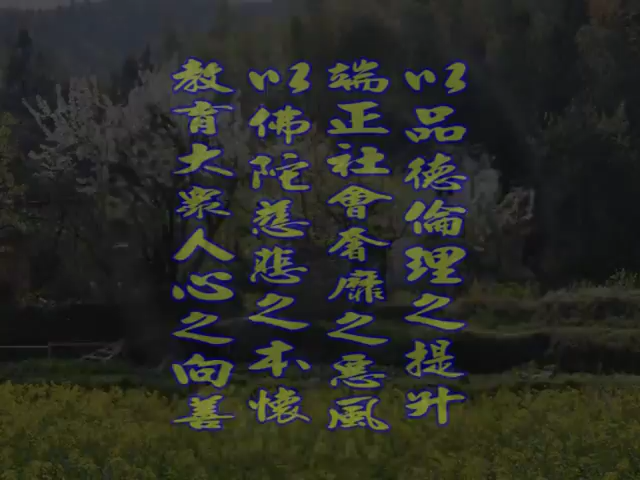 以品德倫理之提升
端正社會奢靡之惡風
以佛陀慈悲之本懷
教育大眾人心之向善